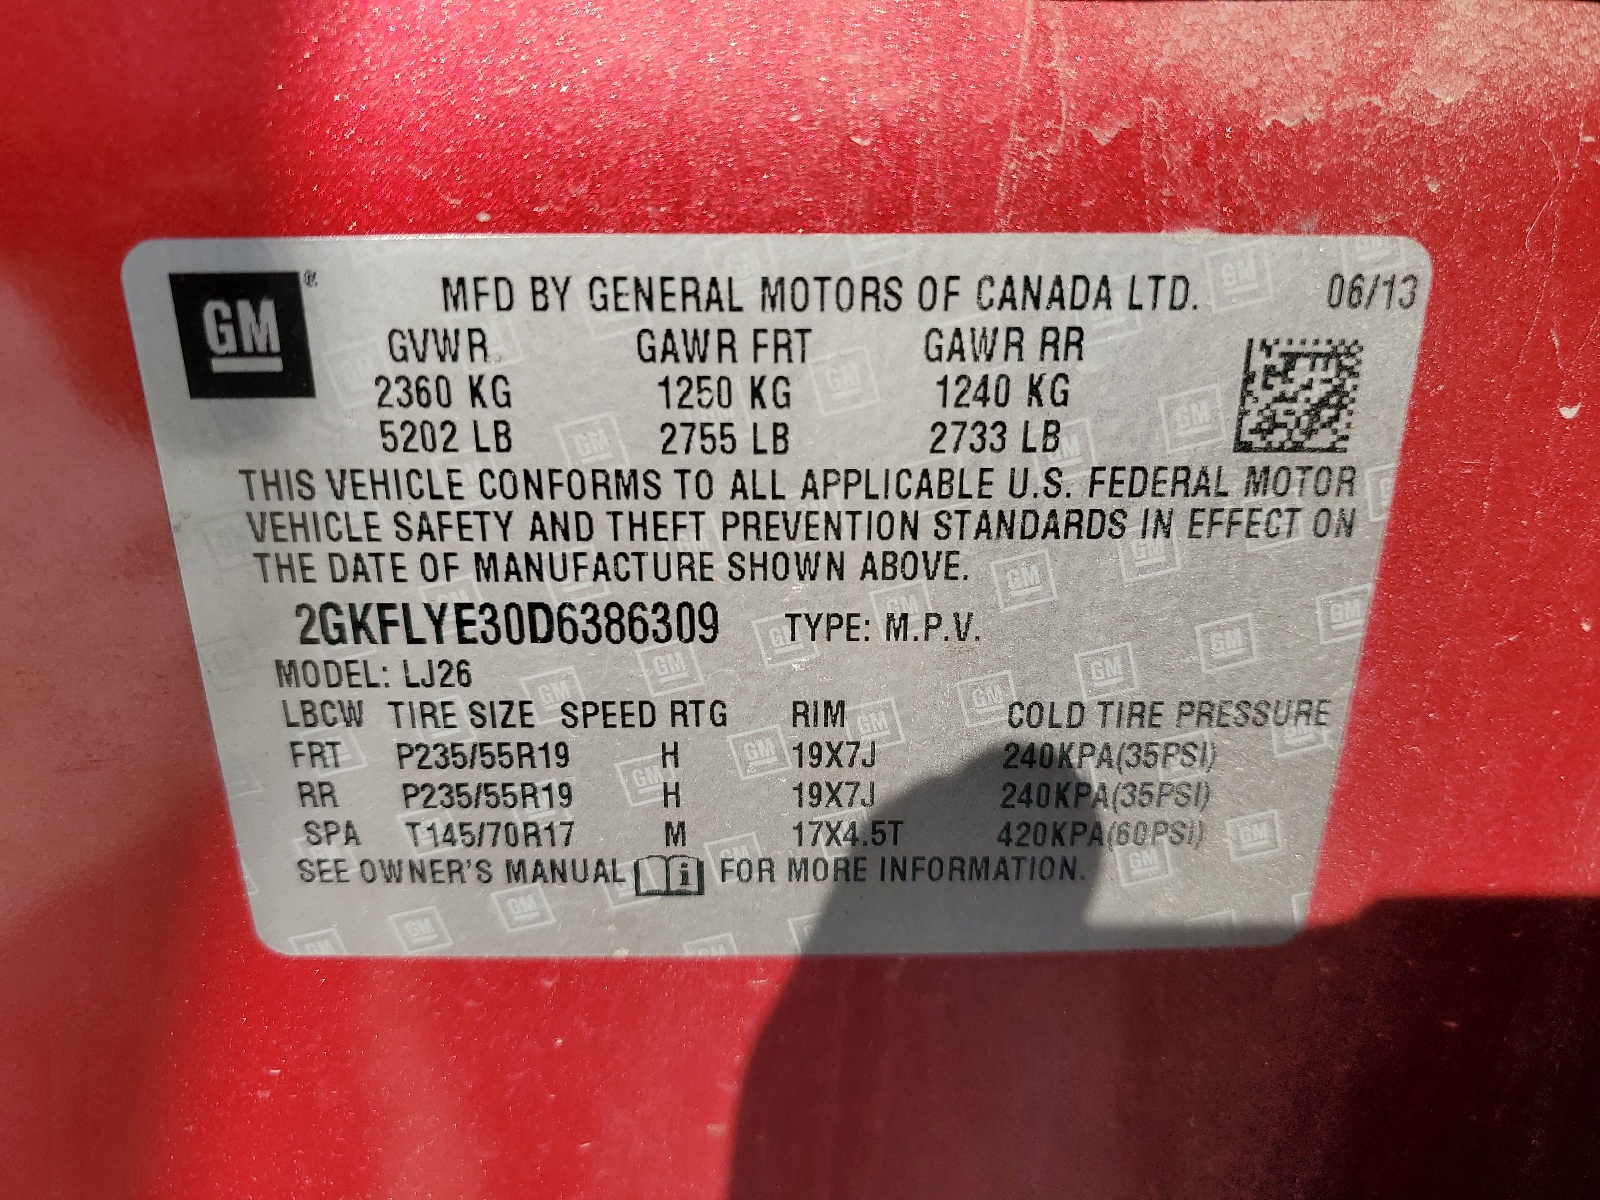 GM®
MFD BY GENERAL MOTORS OF CANADA LTD. 06/13
GVWR GAWR FRT GAWR RR
2360 KG 1250 KG 1240 KG
5202 LB 2755 LB 2733 LB
THIS VEHICLE CONFORMS TO ALL APPLICABLE U.S. FEDERAL MOTOR
VEHICLE SAFETY AND THEFT PREVENTION STANDARDS IN EFFECT ON
THE DATE OF MANUFACTURE SHOWN ABOVE.
2GKFLYE30D6386309 TYPE: M.P.V.
MODEL: LJ26
LBCW TIRE SIZE SPEED RTG RIM COLD TIRE PRESSURE
FRT P235/55R19 H 19X7J 240KPA(35PSI)
RR P235/55R19 H 19X7J 240KPA(35PSI)
SPA T145/70R17 M 17X4.5T 420KPA(60PSI)
SEE OWNER'S MANUAL i FOR MORE INFORMATION.